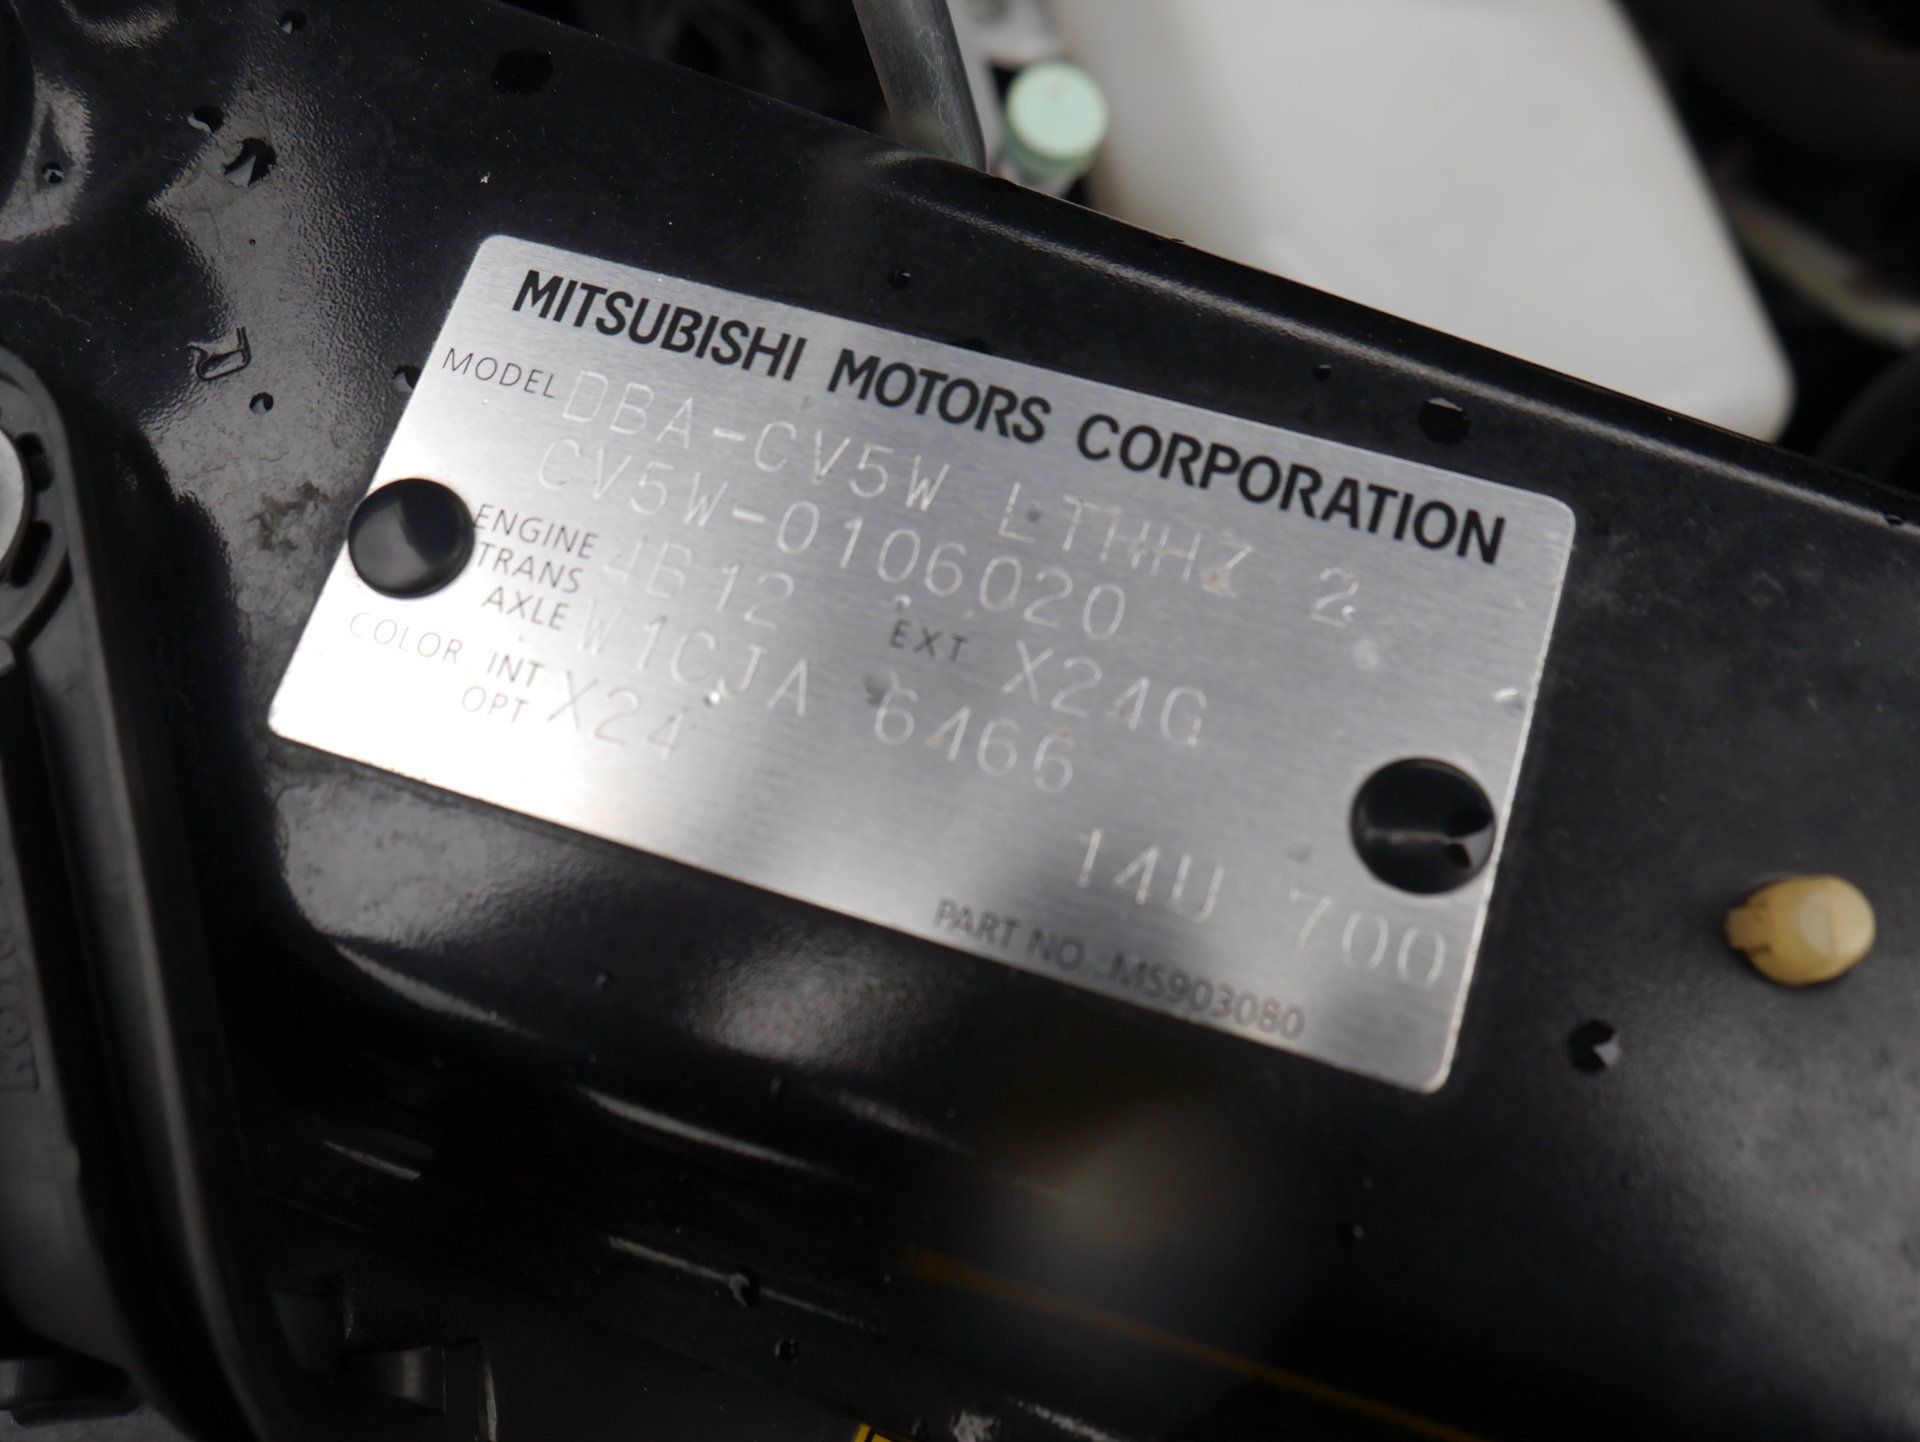 MITSUBISHI MOTORS CORPORATION
MODEL DBA-CV5W LTHHZ 2
CV5W-0106020
ENGINE 4B12 EXT X24G
TRANS AXLE W1CJA 6466
COLOR INT OPT X24
14U 700
PART NO. MS903080